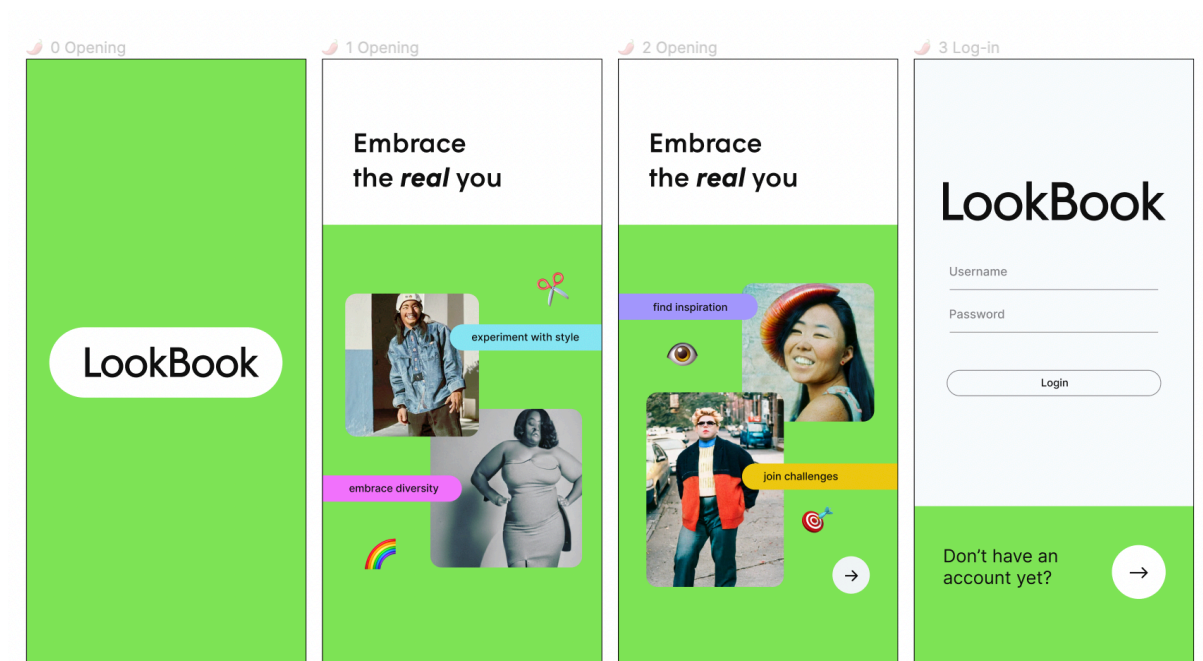 0 Opening
1 Opening
2 Opening
3 Log-in
LookBook
Embrace
the real you
experiment with style
embrace diversity
Embrace
the real you
find inspiration
join challenges
LookBook
Username
Password
Login
Don’t have an
account yet?